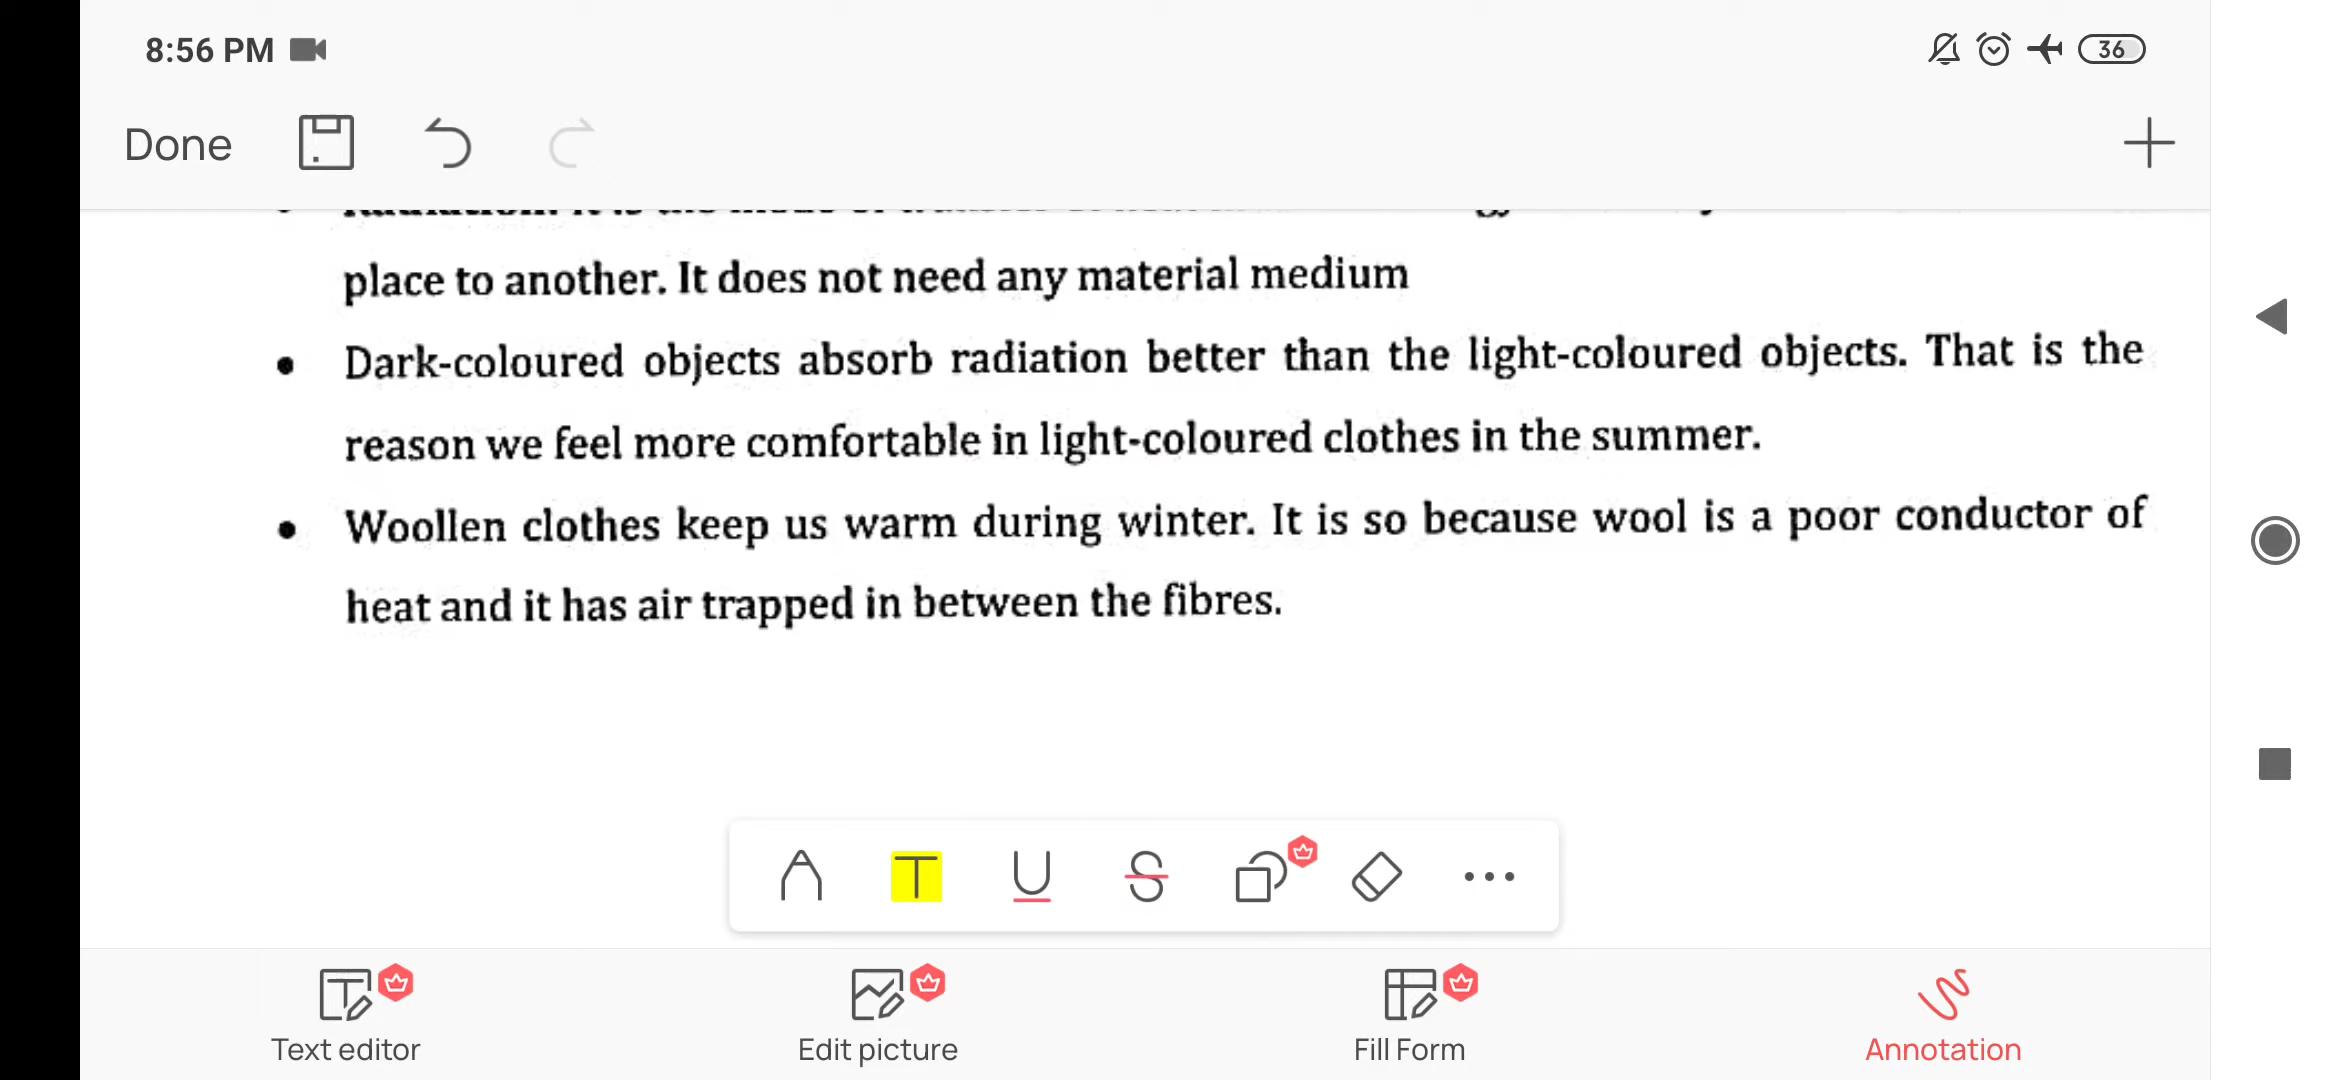 8:56 PM
36
Done
place to another. It does not need any material medium
• Dark-coloured objects absorb radiation better than the light-coloured objects. That is the
reason we feel more comfortable in light-coloured clothes in the summer.
• Woollen clothes keep us warm during winter. It is so because wool is a poor conductor of
heat and it has air trapped in between the fibres.
Text editor
Edit picture
Fill Form
Annotation